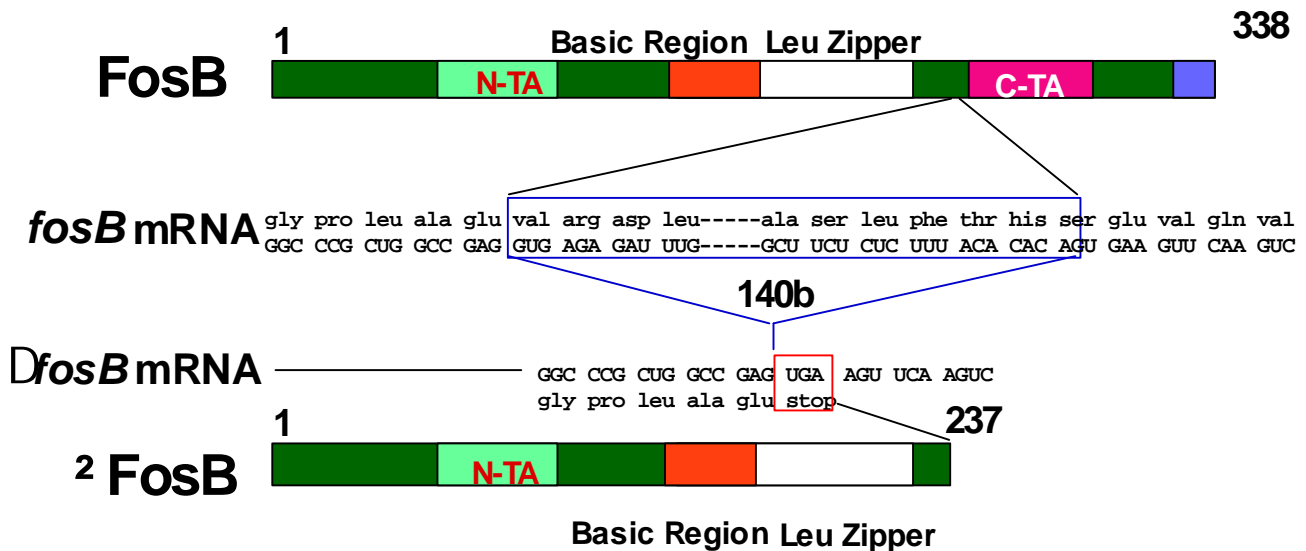 1
338
Basic Region Leu Zipper
FosB
N-TA
C-TA
gly pro leu ala glu val arg asp leu-----ala ser leu phe thr his ser glu val gln val
fosB mRNA
GGC CCG CUG GCC GAG GUG AGA GAU UUG-----GCU UCU CUC UUU ACA CAC AGU GAA GUU CAA GUC
140b
DfosB mRNA
GGC CCG CUG GCC GAG UGA AGU UCA AGUC
gly pro leu ala glu stop
1
237
² FosB
N-TA
Basic Region Leu Zipper